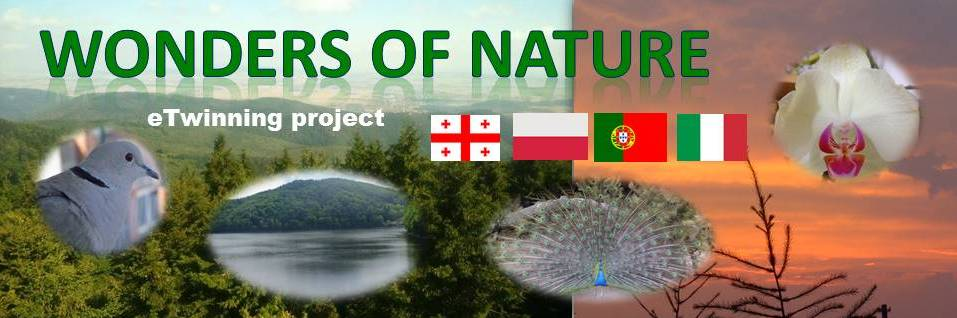 WONDERS OF NATURE
eTwinning project